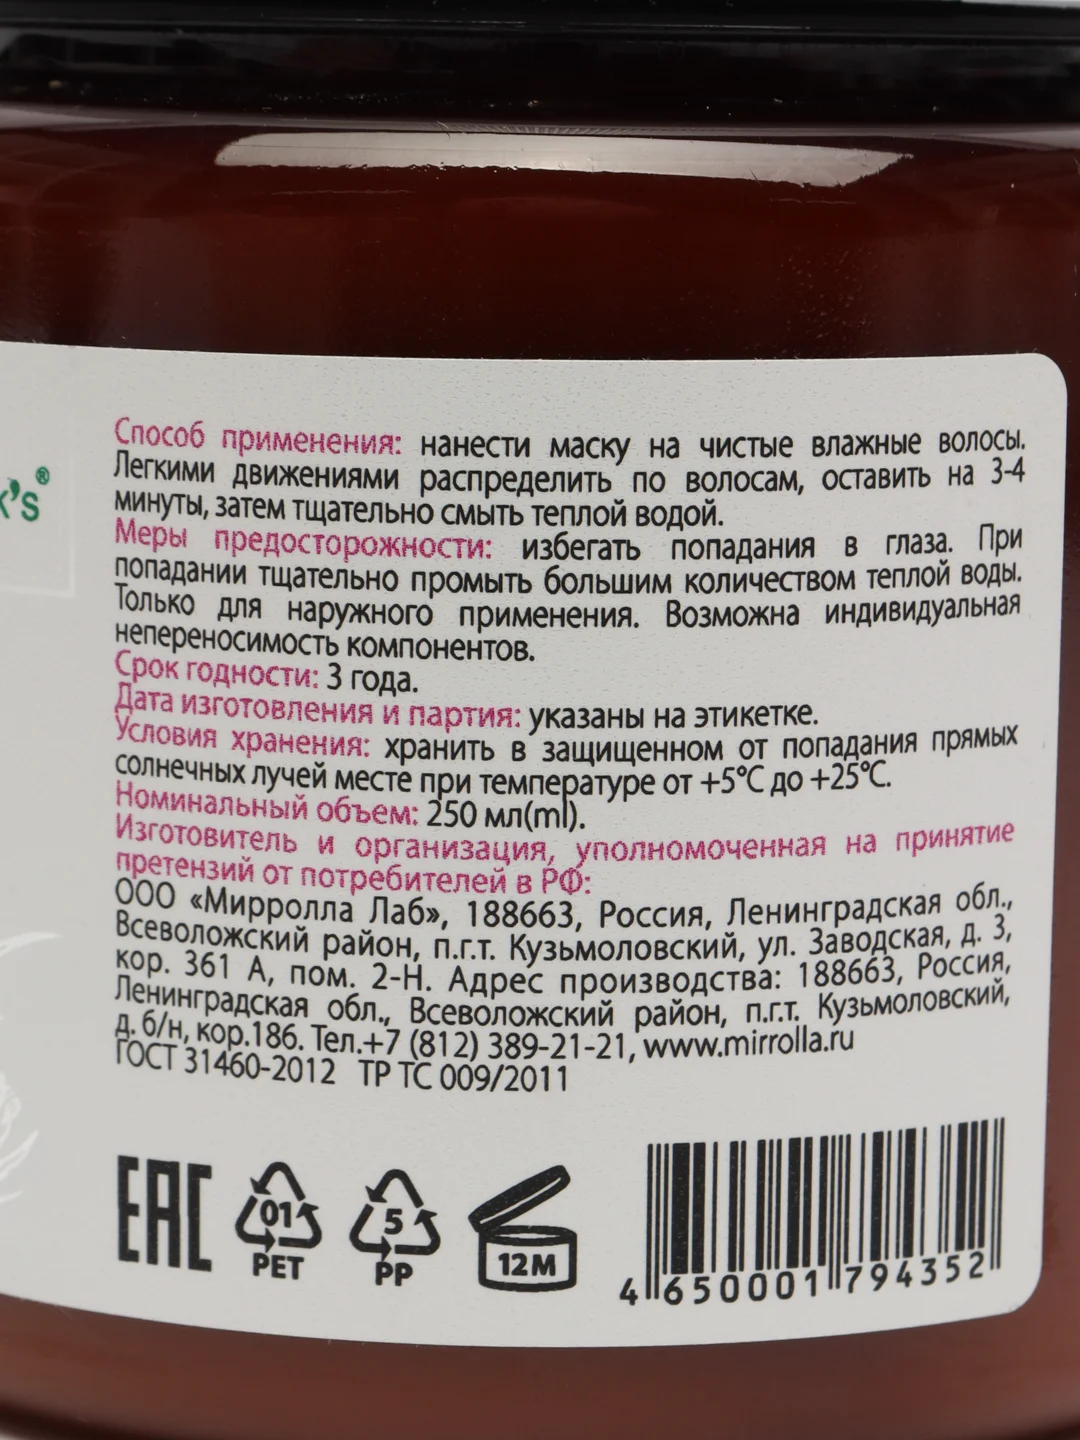 Способ применения: нанести маску на чистые влажные волосы.
Легкими движениями распределить по волосам, оставить на 3-4
минуты, затем тщательно смыть теплой водой.
Меры предосторожности: избегать попадания в глаза. При
попадании тщательно промыть большим количеством теплой воды.
Только для наружного применения. Возможна индивидуальная
непереносимость компонентов.
Срок годности: 3 года.
Дата изготовления и партия: указаны на этикетке.
Условия хранения: хранить в защищенном от попадания прямых
солнечных лучей месте при температуре от +5°С до +25°С.
Номинальный объем: 250 мл(ml).
Изготовитель и организация, уполномоченная на принятие
претензий от потребителей в РФ:
ООО «Мирролла Лаб», 188663, Россия, Ленинградская обл.,
Всеволожский район, п.г.т. Кузьмоловский, ул. Заводская, д. 3,
кор. 361 А, пом. 2-Н. Адрес производства: 188663, Россия,
Ленинградская обл., Всеволожский район, п.г.т. Кузьмоловский,
д. б/н, кор.186. Тел.+7 (812) 389-21-21, www.mirrolla.ru
ГОСТ 31460-2012 ТР ТС 009/2011
EAC
01
PET
5
PP
12M
4 650001 794352